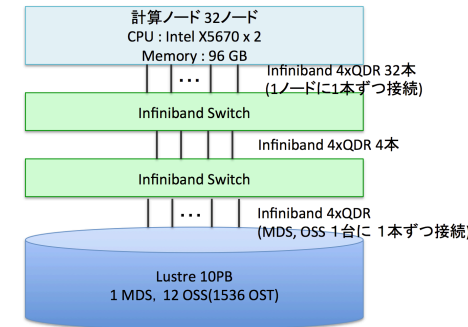 計算ノード 32ノード
CPU : Intel X5670 x 2
Memory : 96 GB
Infiniband 4xQDR 32本
(1ノードに1本ずつ接続)
Infiniband Switch
Infiniband 4xQDR 4本
Infiniband Switch
Infiniband 4xQDR
(MDS, OSS 1台に 1本ずつ接続)
Lustre 10PB
1 MDS, 12 OSS(1536 OST)